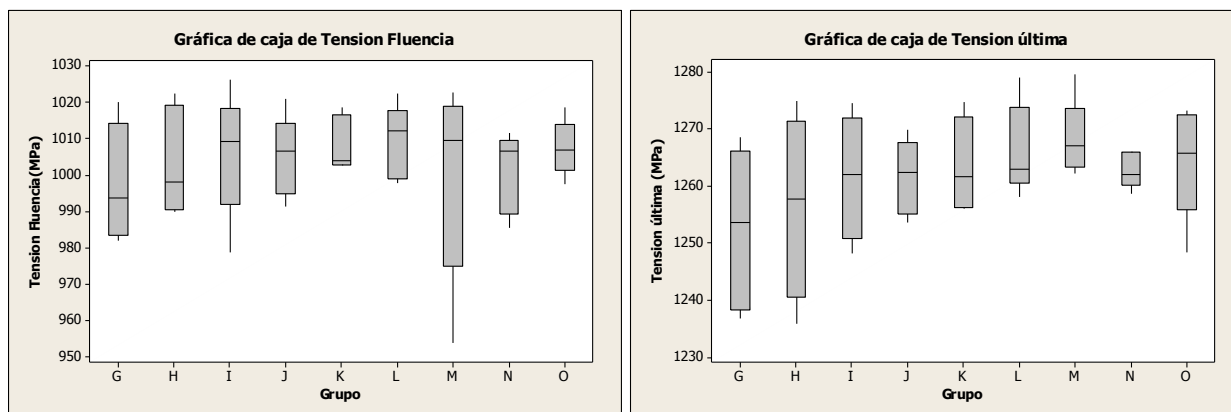 Gráfica de caja de Tension Fluencia
Tension Fluencia(MPa)
1030
1020
1010
1000
990
980
970
960
950
G H I J K L M N O
Grupo
Gráfica de caja de Tension última
Tension última (MPa)
1280
1270
1260
1250
1240
1230
G H I J K L M N O
Grupo